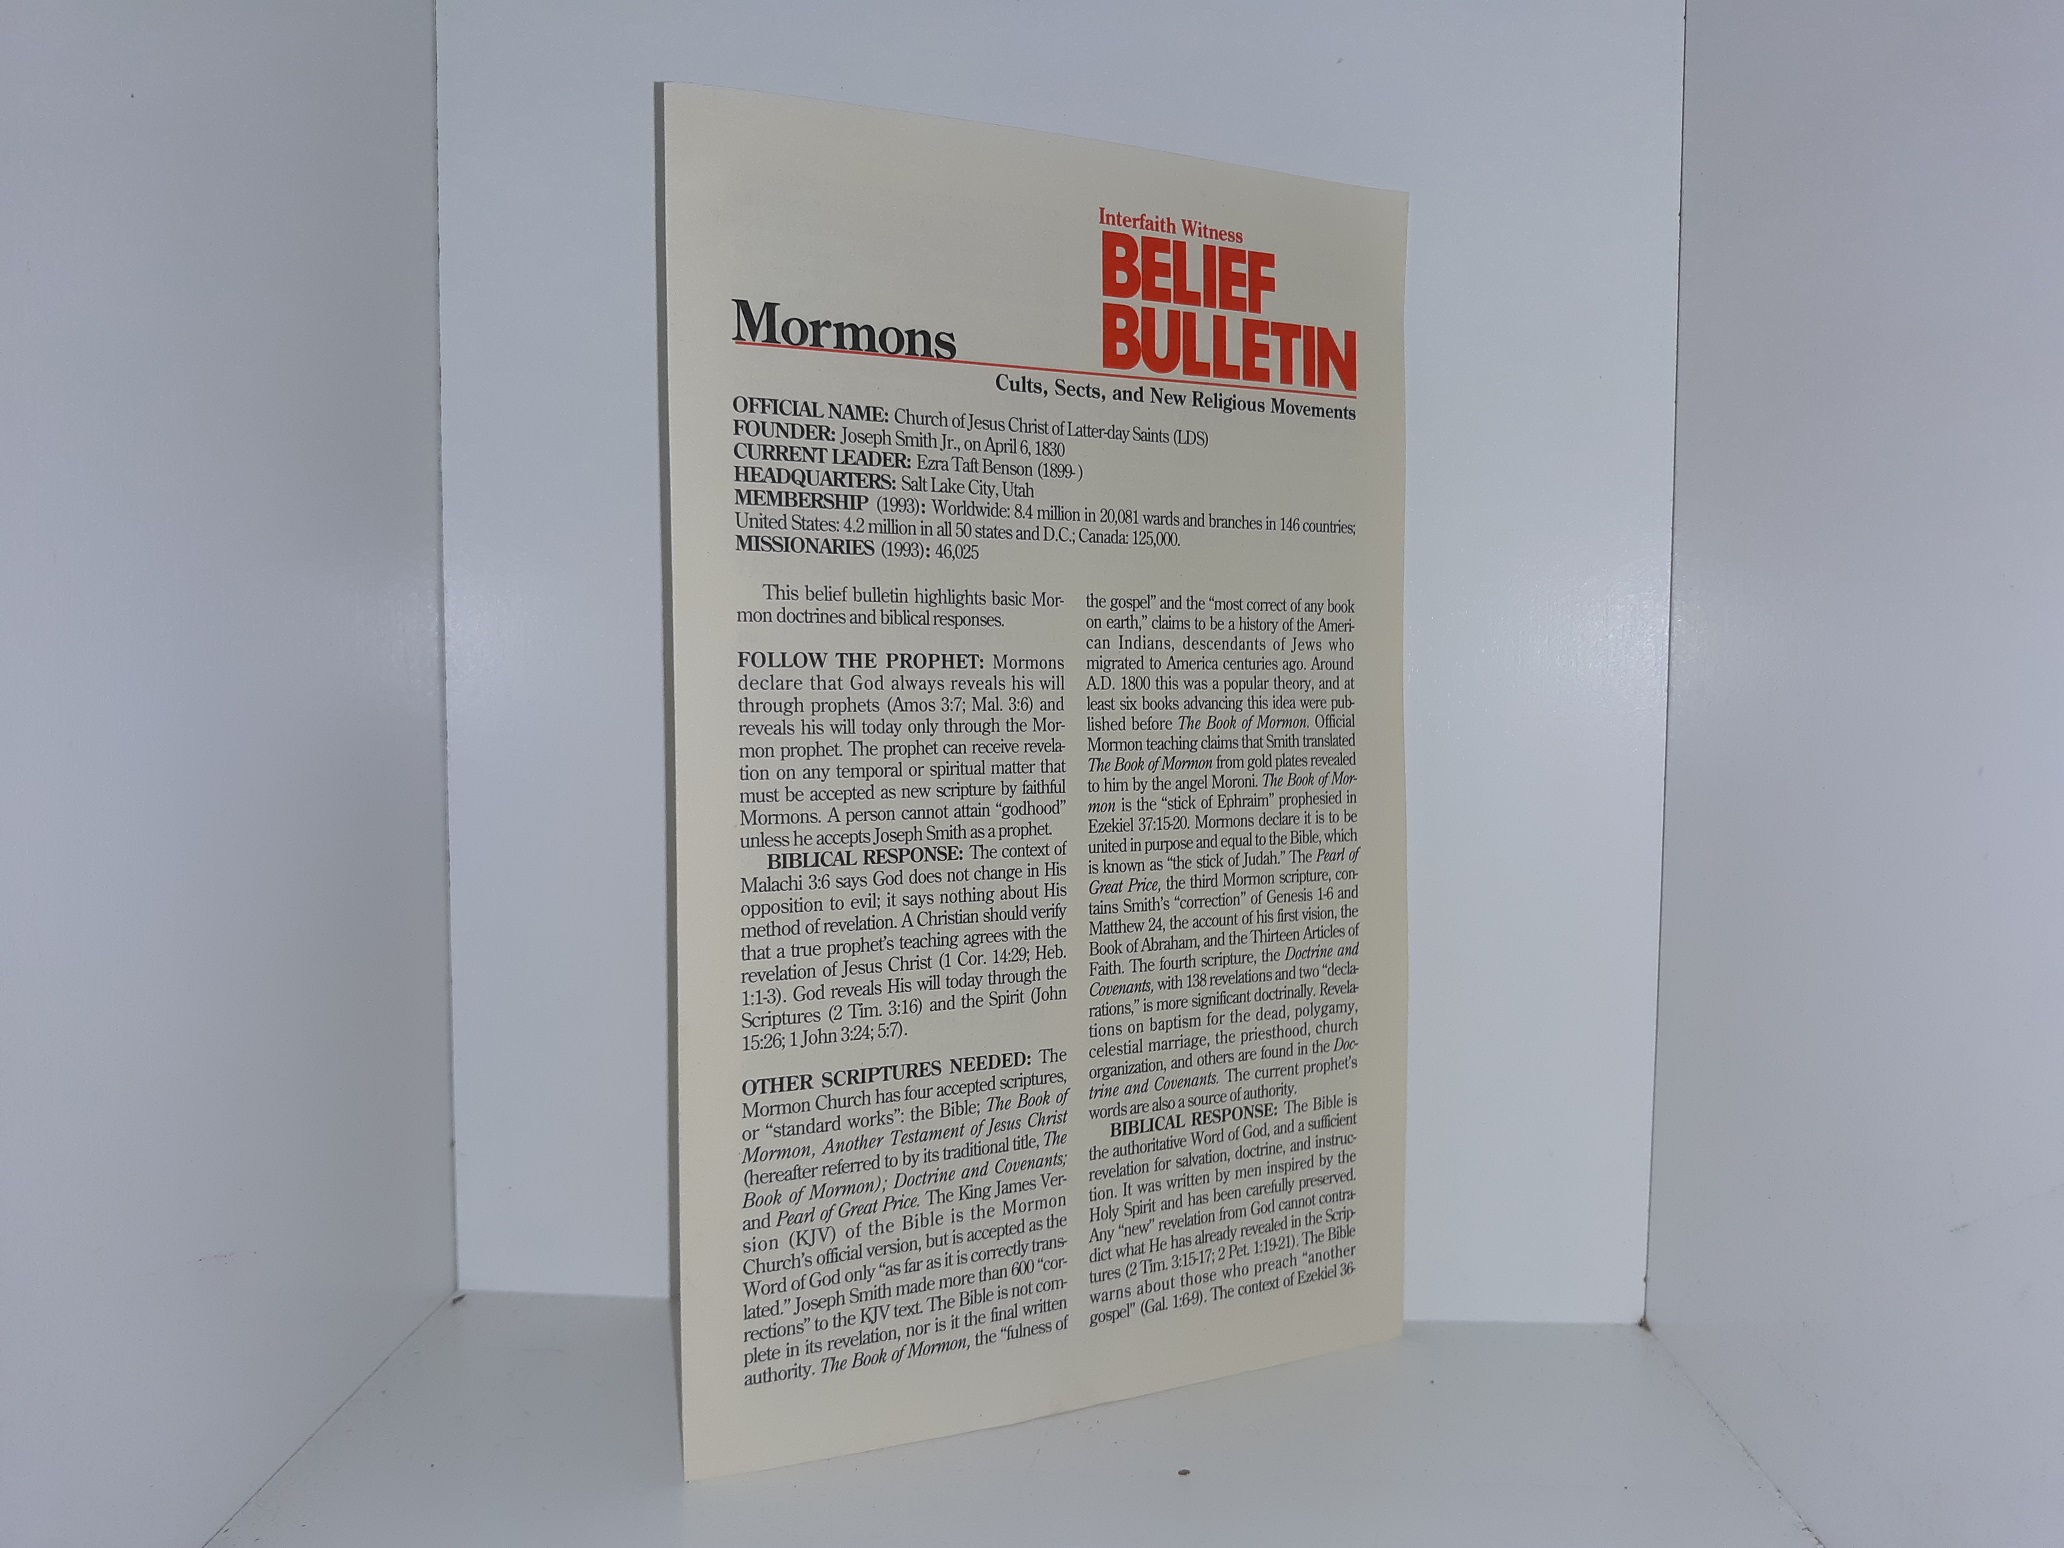 Interfaith Witness
BELIEF
BULLETIN
Mormons
Cults, Sects, and New Religious Movements
OFFICIAL NAME: Church of Jesus Christ of Latter-day Saints (LDS)
FOUNDER: Joseph Smith Jr., on April 6, 1830
CURRENT LEADER: Ezra Taft Benson (1899- )
HEADQUARTERS: Salt Lake City, Utah
MEMBERSHIP (1993): Worldwide: 8.4 million in 20,081 wards and branches in 146 countries;
United States: 4.2 million in all 50 states and D.C.; Canada: 125,000.
MISSIONARIES (1993): 46,025
This belief bulletin highlights basic Mor-
mon doctrines and biblical responses.
FOLLOW THE PROPHET: Mormons
declare that God always reveals his will
through prophets (Amos 3:7; Mal. 3:6) and
reveals his will today only through the Mor-
mon prophet. The prophet can receive revela-
tion on any temporal or spiritual matter that
must be accepted as new scripture by faithful
Mormons. A person cannot attain “godhood”
unless he accepts Joseph Smith as a prophet.
BIBLICAL RESPONSE: The context of
Malachi 3:6 says God does not change in His
opposition to evil; it says nothing about His
method of revelation. A Christian should verify
that a true prophet’s teaching agrees with the
revelation of Jesus Christ (1 Cor. 14:29; Heb.
1:1-3). God reveals His will today through the
Scriptures (2 Tim. 3:16) and the Spirit (John
15:26; 1 John 3:24; 5:7).
OTHER SCRIPTURES NEEDED: The
Mormon Church has four accepted scriptures,
or “standard works”: the Bible; The Book of
Mormon, Another Testament of Jesus Christ
(hereafter referred to by its traditional title, The
Book of Mormon); Doctrine and Covenants;
and Pearl of Great Price. The King James Ver-
sion (KJV) of the Bible is the Mormon
Church’s official version, but is accepted as the
Word of God only “as far as it is correctly trans-
lated.” Joseph Smith made more than 600 “cor-
rections” to the KJV text. The Bible is not com-
plete in its revelation, nor is it the final written
authority. The Book of Mormon, the “fulness of
the gospel” and the “most correct of any book
on earth,” claims to be a history of the Ameri-
can Indians, descendants of Jews who
migrated to America centuries ago. Around
A.D. 1800 this was a popular theory, and at
least six books advancing this idea were pub-
lished before The Book of Mormon. Official
Mormon teaching claims that Smith translated
The Book of Mormon from gold plates revealed
to him by the angel Moroni. The Book of Mor-
mon is the “stick of Ephraim” prophesied in
Ezekiel 37:15-20. Mormons declare it is to be
united in purpose and equal to the Bible, which
is known as “the stick of Judah.” The Pearl of
Great Price, the third Mormon scripture, con-
tains Smith’s “correction” of Genesis 1-6 and
Matthew 24, the account of his first vision, the
Book of Abraham, and the Thirteen Articles of
Faith. The fourth scripture, the Doctrine and
Covenants, with 138 revelations and two “decla-
rations,” is more significant doctrinally. Revela-
tions on baptism for the dead, polygamy,
celestial marriage, the priesthood, church
organization, and others are found in the Doc-
trine and Covenants. The current prophet’s
words are also a source of authority.
BIBLICAL RESPONSE: The Bible is
the authoritative Word of God, and a sufficient
revelation for salvation, doctrine, and instruc-
tion. It was written by men inspired by the
Holy Spirit and has been carefully preserved.
Any “new” revelation from God cannot contra-
dict what He has already revealed in the Scrip-
tures (2 Tim. 3:15-17; 2 Pet. 1:19-21). The Bible
warns about those who preach “another
gospel” (Gal. 1:6-9). The context of Ezekiel 36-